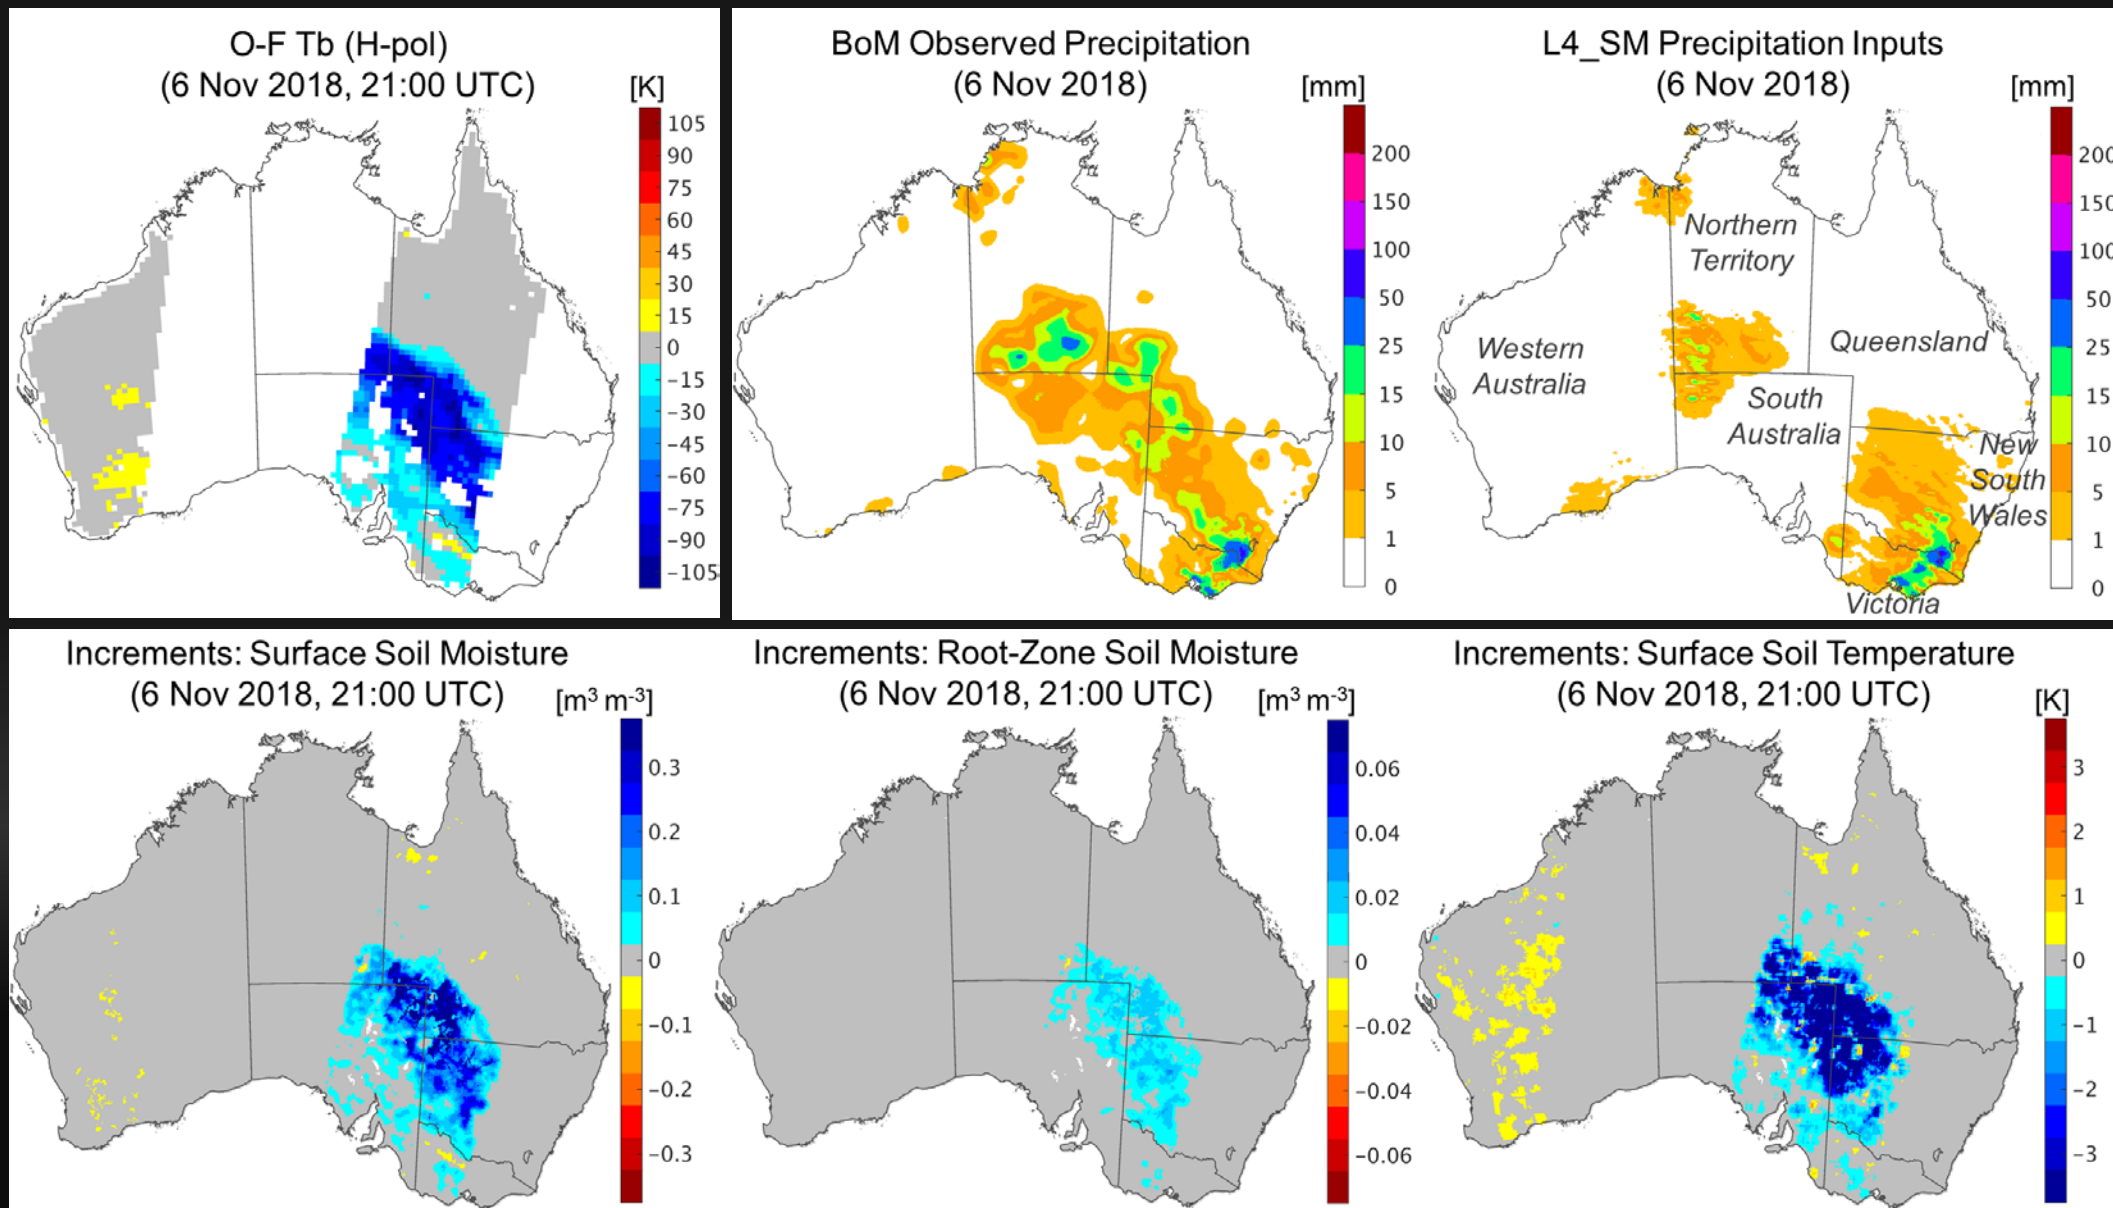 O-F Tb (H-pol)
(6 Nov 2018, 21:00 UTC)
[K]
105
90
75
60
45
30
15
0
−15
−30
−45
−60
−75
−90
−105
BoM Observed Precipitation
(6 Nov 2018)
[mm]
200
150
100
50
25
15
10
5
1
0
L4_SM Precipitation Inputs
(6 Nov 2018)
[mm]
Northern
Territory
Western
Australia
Queensland
South
Australia
New
South
Wales
Victoria
200
150
100
50
25
15
10
5
1
0
Increments: Surface Soil Moisture
(6 Nov 2018, 21:00 UTC)
[m³ m⁻³]
0.3
0.2
0.1
0
−0.1
−0.2
−0.3
Increments: Root-Zone Soil Moisture
(6 Nov 2018, 21:00 UTC)
[m³ m⁻³]
0.06
0.04
0.02
0
−0.02
−0.04
−0.06
Increments: Surface Soil Temperature
(6 Nov 2018, 21:00 UTC)
[K]
3
2
1
0
−1
−2
−3